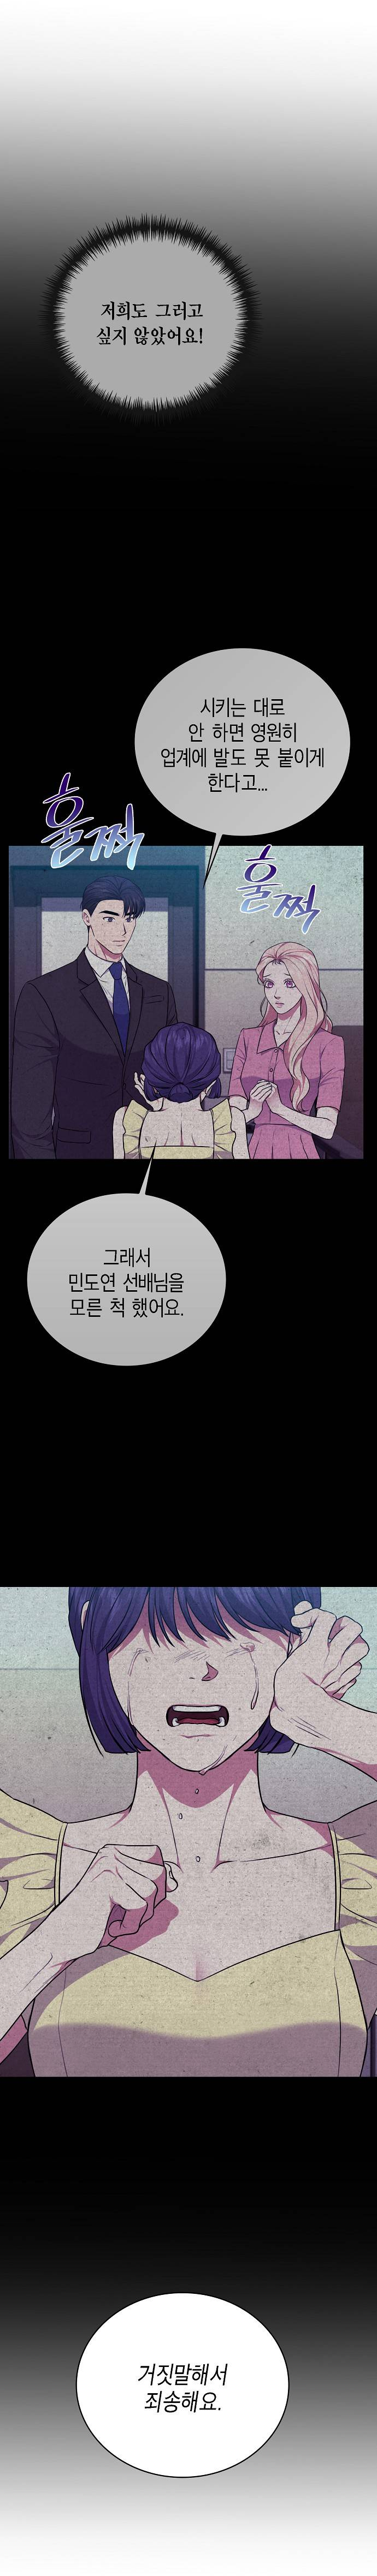 저희도 그러고
싶지 않았어요!
시키는 대로
안 하면 영원히
업계에 발도 못 붙이게
한다고...
훌쩍
훌쩍
그래서
민도연 선배님을
모른 척 했어요.
거짓말해서
죄송해요.